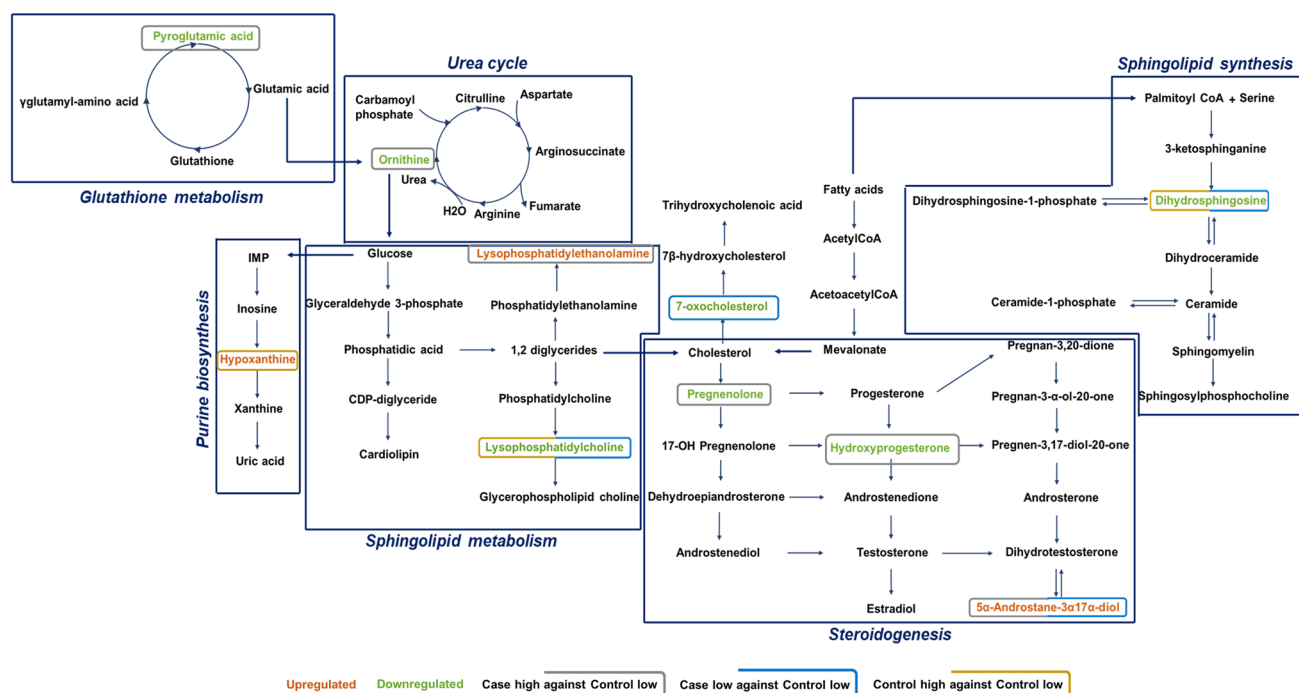 Pyroglutamic acid
Glutamic acid
γglutamyl-amino acid
Glutathione
Glutathione metabolism
Urea cycle
Carbamoyl
phosphate
Citrulline
Aspartate
Ornithine
Arginosuccinate
Urea
H2O
Arginine
Fumarate
Sphingolipid synthesis
Palmitoyl CoA + Serine
3-ketosphinganine
Dihydrosphingosine-1-phosphate
Dihydrosphingosine
Dihydroceramide
Ceramide-1-phosphate
Ceramide
Sphingomyelin
Sphingosylphosphocholine
Fatty acids
AcetylCoA
AcetoacetylCoA
Mevalonate
Trihydroxycholenoic acid
7β-hydroxycholesterol
7-oxocholesterol
Cholesterol
Purine biosynthesis
IMP
Inosine
Hypoxanthine
Xanthine
Uric acid
Glucose
Glyceraldehyde 3-phosphate
Phosphatidic acid
CDP-diglyceride
Cardiolipin
Lysophosphatidylethanolamine
Phosphatidylethanolamine
1,2 diglycerides
Phosphatidylcholine
Lysophosphatidylcholine
Glycerophospholipid choline
Sphingolipid metabolism
Pregnenolone
17-OH Pregnenolone
Dehydroepiandrosterone
Androstenediol
Progesterone
Hydroxyprogesterone
Androstenedione
Testosterone
Estradiol
Pregnan-3,20-dione
Pregnan-3-α-ol-20-one
Pregnen-3,17-diol-20-one
Androsterone
Dihydrotestosterone
5α-Androstane-3α17α-diol
Steroidogenesis
Upregulated
Downregulated
Case high against Control low
Case low against Control low
Control high against Control low